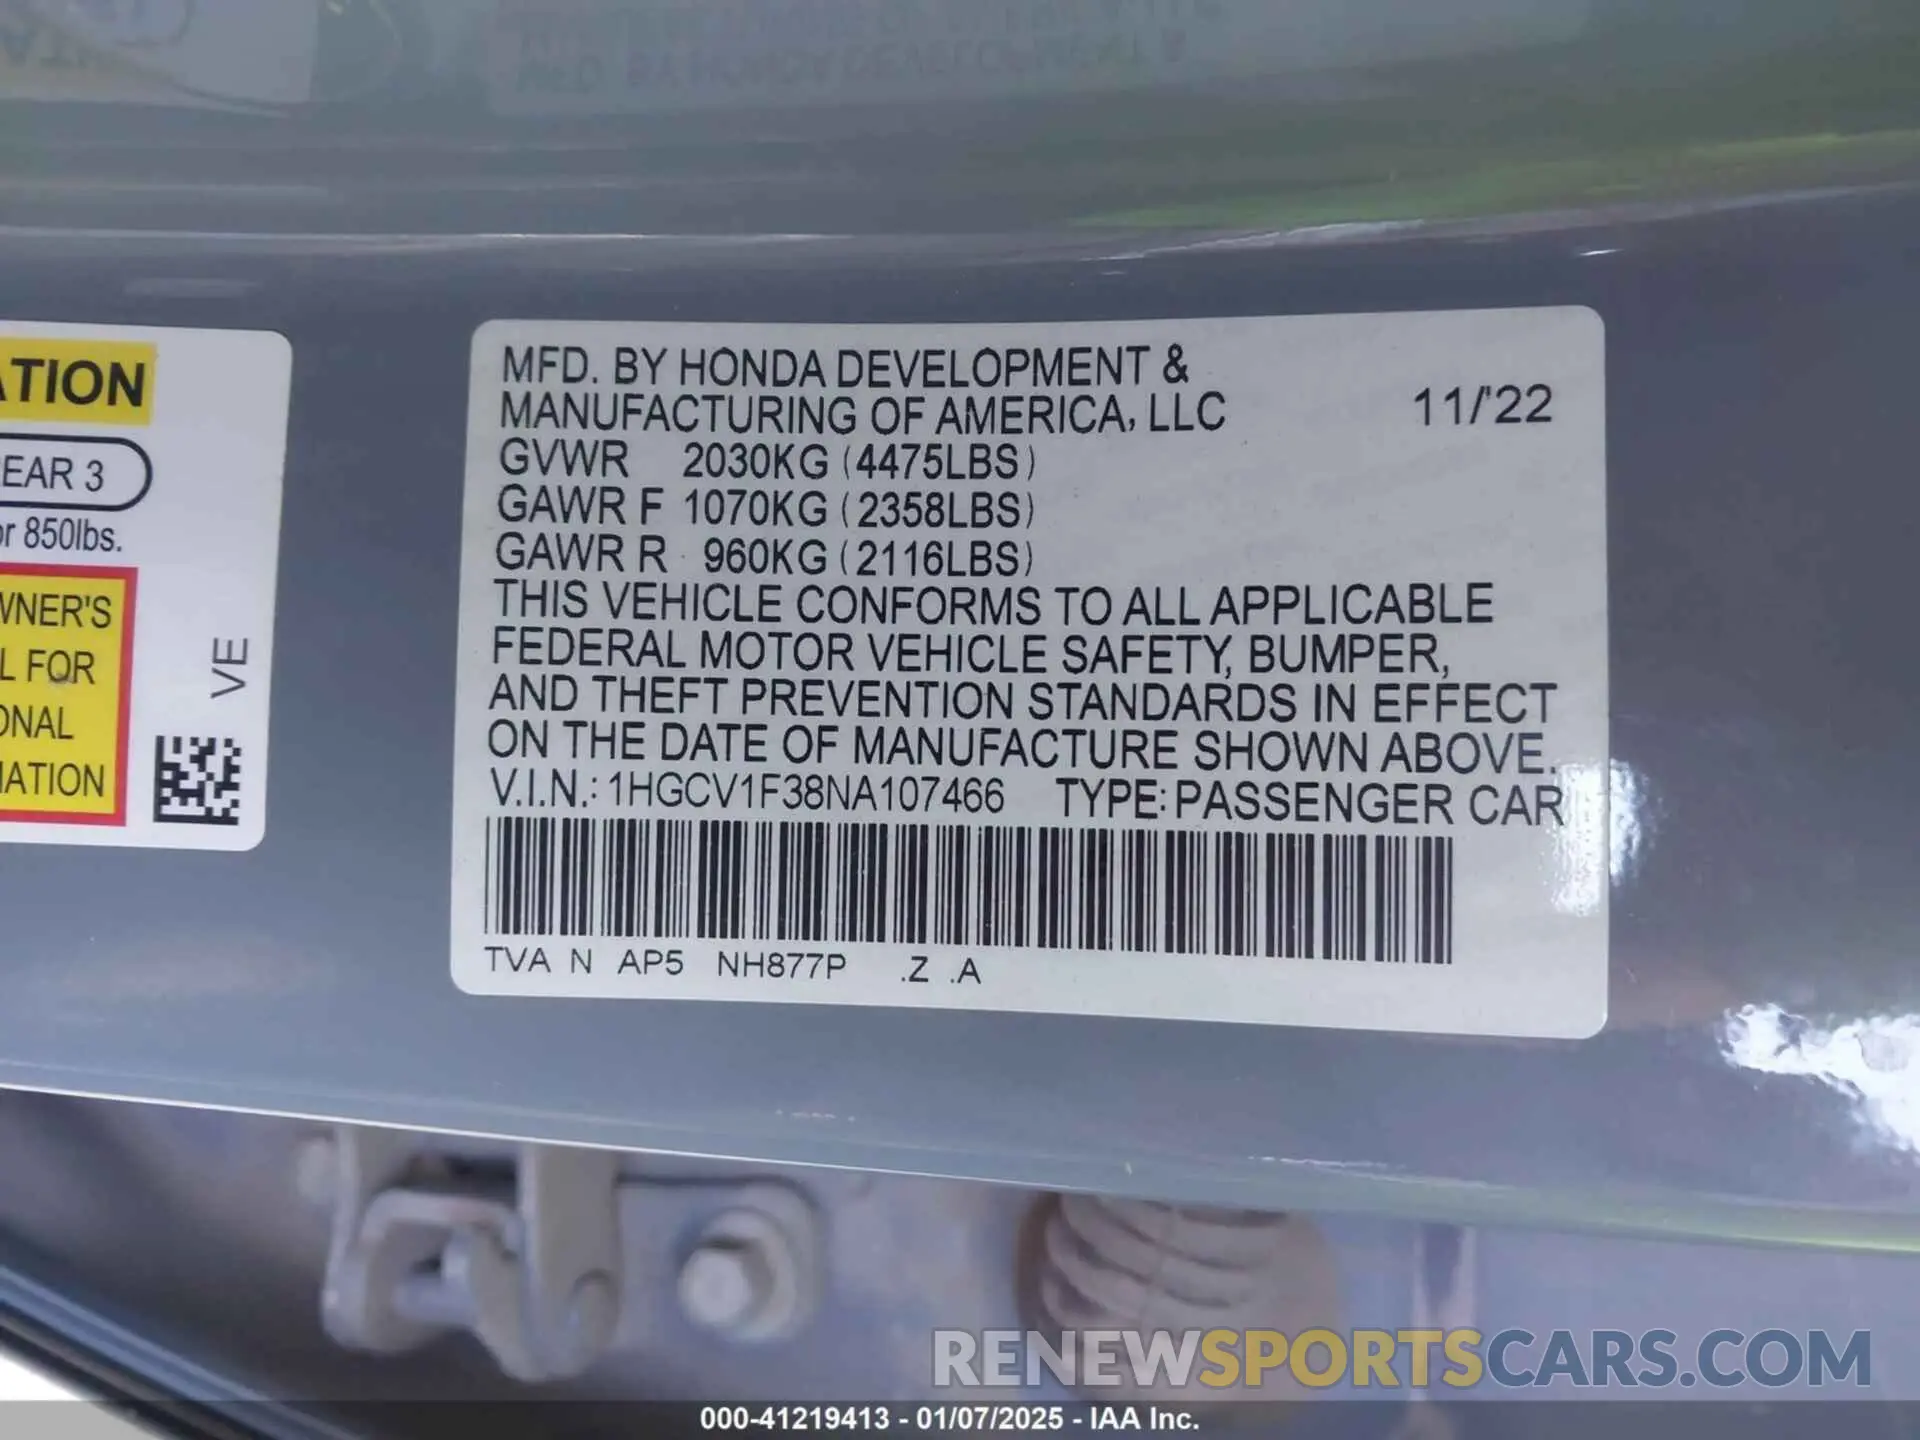 ATION
EAR 3
or 850lbs.
WNER'S
L FOR
ONAL
MATION
VE
MFD. BY HONDA DEVELOPMENT &
MANUFACTURING OF AMERICA, LLC 11/'22
GVWR 2030KG (4475LBS)
GAWR F 1070KG (2358LBS)
GAWR R 960KG (2116LBS)
THIS VEHICLE CONFORMS TO ALL APPLICABLE
FEDERAL MOTOR VEHICLE SAFETY, BUMPER,
AND THEFT PREVENTION STANDARDS IN EFFECT
ON THE DATE OF MANUFACTURE SHOWN ABOVE.
V.I.N.: 1HGCV1F38NA107466 TYPE: PASSENGER CAR
TVA N AP5 NH877P .Z .A
RENEWSPORTSCARS.COM
000-41219413 - 01/07/2025 - IAA Inc.